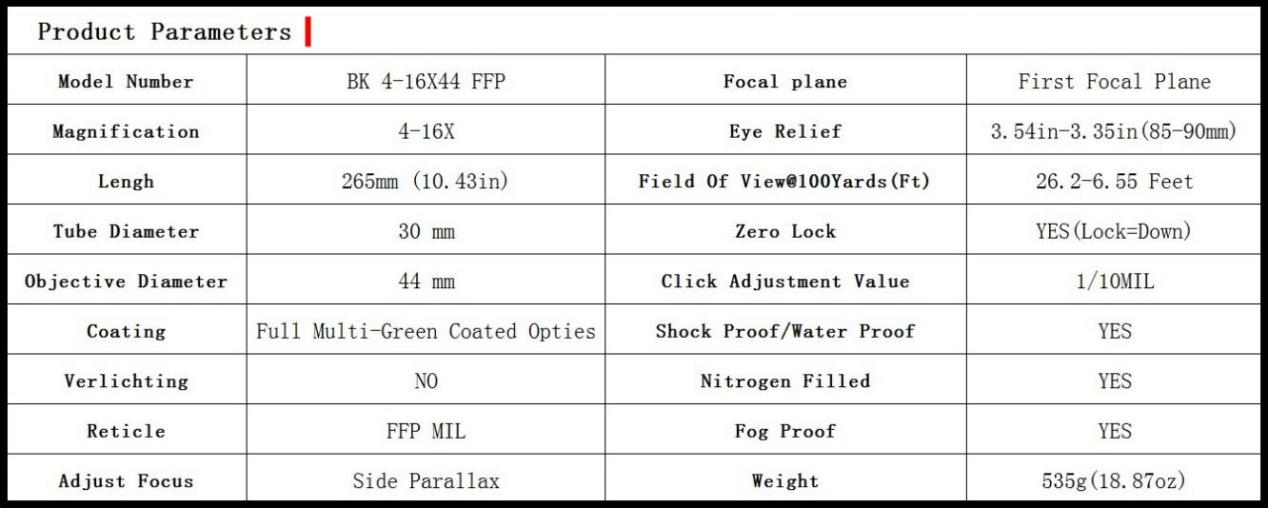 Product Parameters
Model Number BK 4-16X44 FFP Focal plane First Focal Plane
Magnification 4-16X Eye Relief 3.54in-3.35in(85-90mm)
Lengh 265mm (10.43in) Field Of View@100Yards(Ft) 26.2-6.55 Feet
Tube Diameter 30 mm Zero Lock YES(Lock=Down)
Objective Diameter 44 mm Click Adjustment Value 1/10MIL
Coating Full Multi-Green Coated Opties Shock Proof/Water Proof YES
Verlichting NO Nitrogen Filled YES
Reticle FFP MIL Fog Proof YES
Adjust Focus Side Parallax Weight 535g(18.87oz)